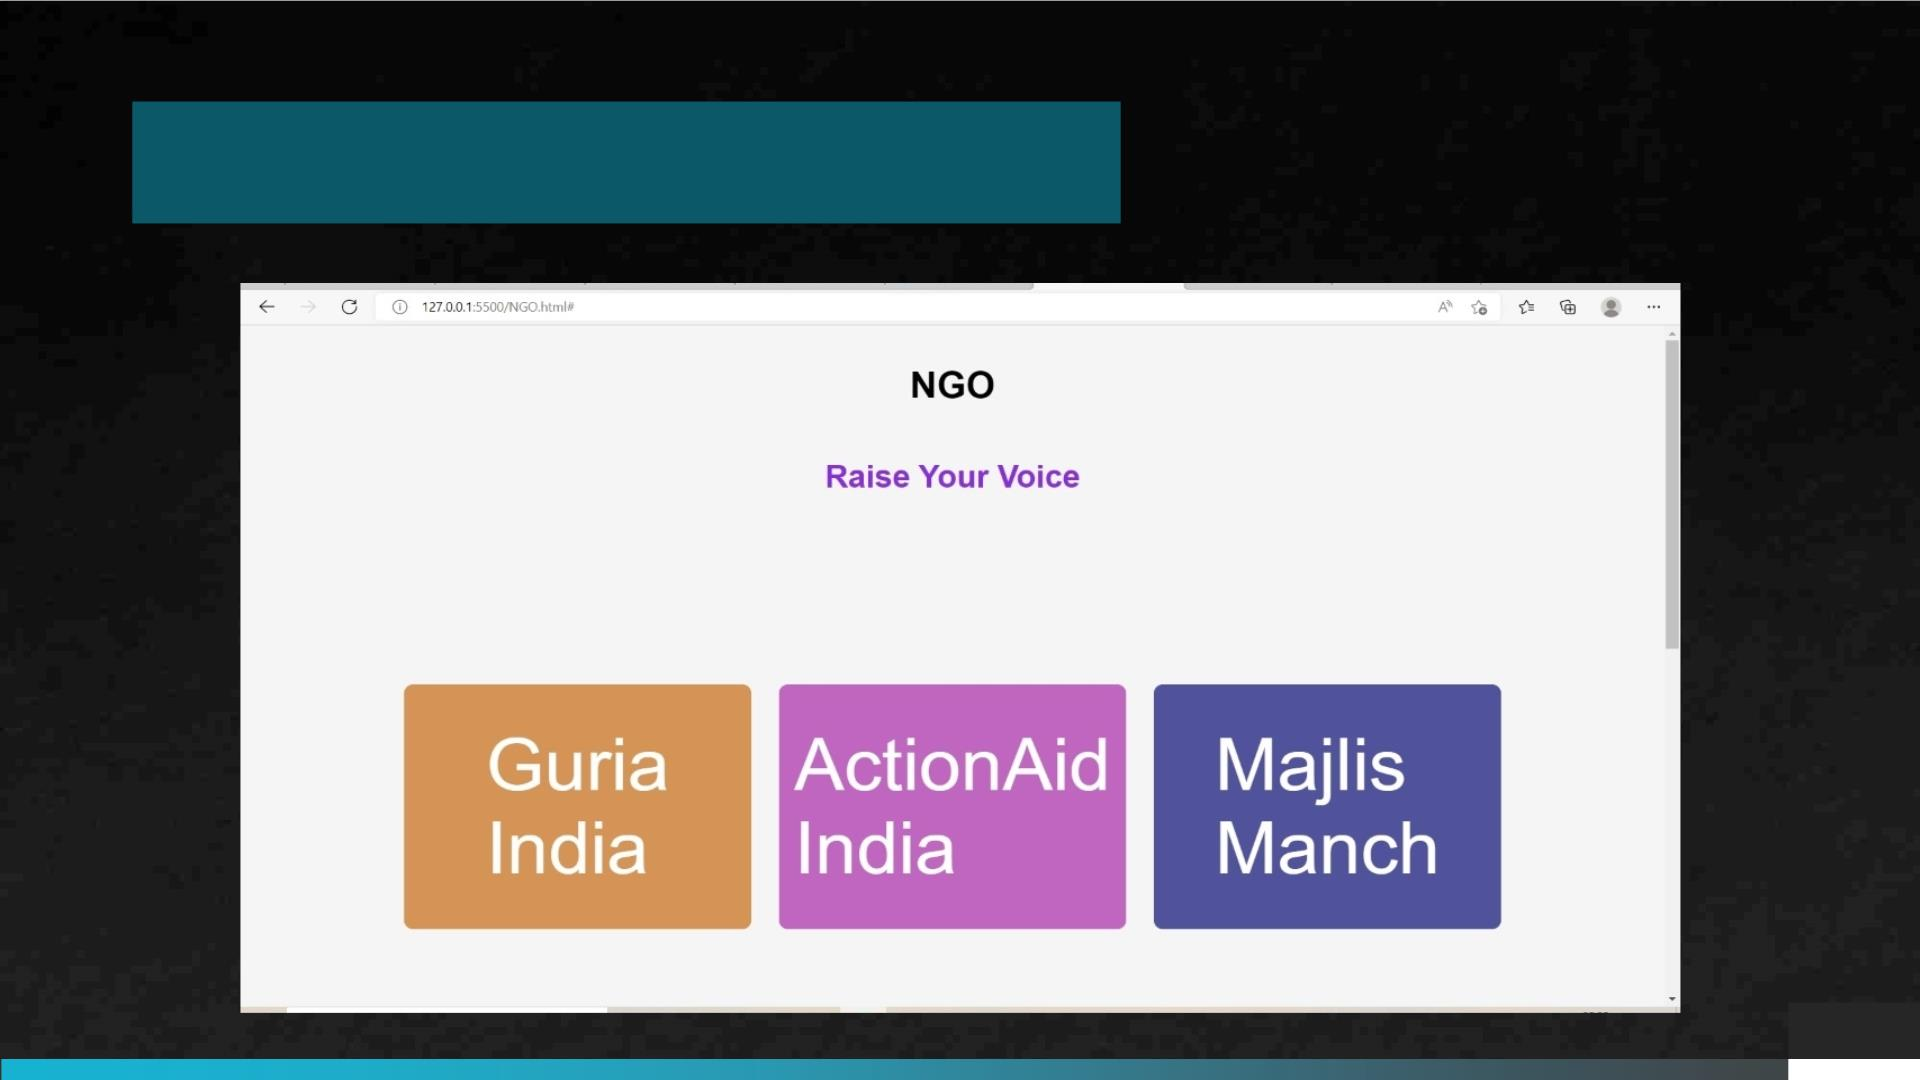 127.0.0.1:5500/NGO.html#
NGO
Raise Your Voice
Guria
India
ActionAid
India
Majlis
Manch